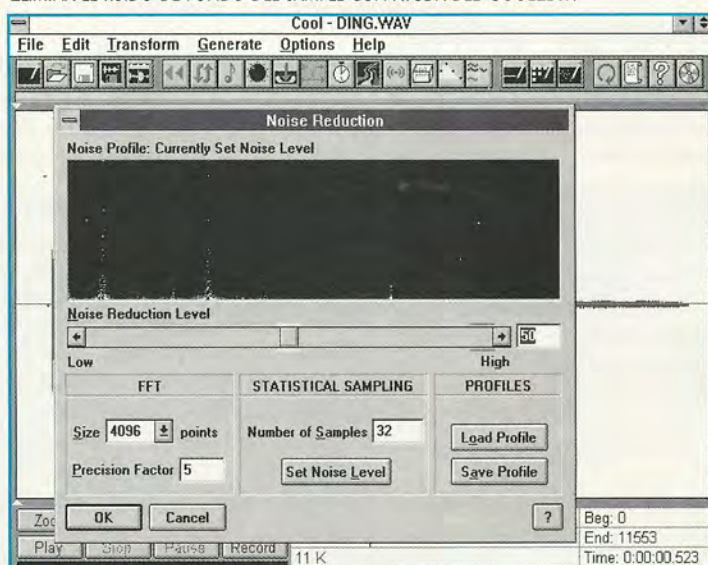 Cool - DING.WAV
File Edit Transform Generate Options Help
Noise Reduction
Noise Profile: Currently Set Noise Level
Noise Reduction Level
50
Low High
FFT STATISTICAL SAMPLING PROFILES
Size 4096 points Number of Samples 32 Load Profile
Precision Factor 5 Set Noise Level Save Profile
OK Cancel ?
Beg: 0
End: 11553
Play Stop Pause Record
11 K Time: 0:00:00.523